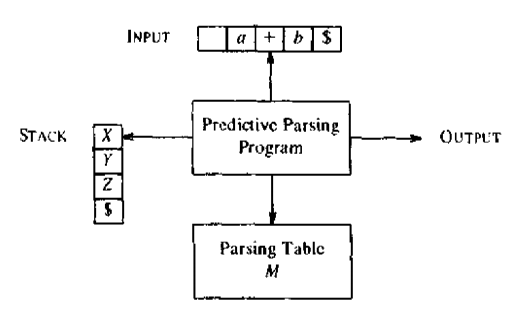 INPUT a + b $
Predictive Parsing
Program
STACK X
Y
Z
$
OUTPUT
Parsing Table
M